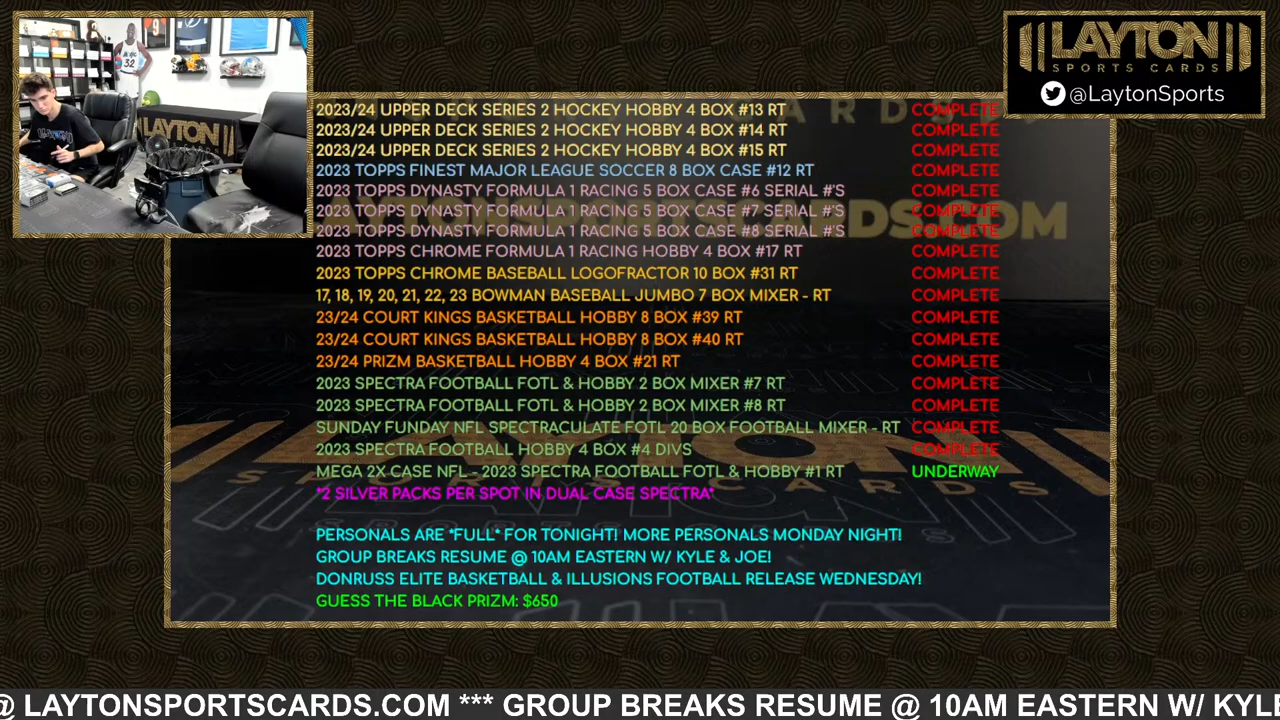 LAYTON
SPORTS CARDS
@LaytonSports
32
9
LAYTON
2023/24 UPPER DECK SERIES 2 HOCKEY HOBBY 4 BOX #13 RT COMPLETE
2023/24 UPPER DECK SERIES 2 HOCKEY HOBBY 4 BOX #14 RT COMPLETE
2023/24 UPPER DECK SERIES 2 HOCKEY HOBBY 4 BOX #15 RT COMPLETE
2023 TOPPS FINEST MAJOR LEAGUE SOCCER 8 BOX CASE #12 RT COMPLETE
2023 TOPPS DYNASTY FORMULA 1 RACING 5 BOX CASE #6 SERIAL #'S COMPLETE
2023 TOPPS DYNASTY FORMULA 1 RACING 5 BOX CASE #7 SERIAL #'S COMPLETE
2023 TOPPS DYNASTY FORMULA 1 RACING 5 BOX CASE #8 SERIAL #'S COMPLETE
2023 TOPPS CHROME FORMULA 1 RACING HOBBY 4 BOX #17 RT COMPLETE
2023 TOPPS CHROME BASEBALL LOGOFRACTOR 10 BOX #31 RT COMPLETE
17, 18, 19, 20, 21, 22, 23 BOWMAN BASEBALL JUMBO 7 BOX MIXER - RT COMPLETE
23/24 COURT KINGS BASKETBALL HOBBY 8 BOX #39 RT COMPLETE
23/24 COURT KINGS BASKETBALL HOBBY 8 BOX #40 RT COMPLETE
23/24 PRIZM BASKETBALL HOBBY 4 BOX #21 RT COMPLETE
2023 SPECTRA FOOTBALL FOTL & HOBBY 2 BOX MIXER #7 RT COMPLETE
2023 SPECTRA FOOTBALL FOTL & HOBBY 2 BOX MIXER #8 RT COMPLETE
SUNDAY FUNDAY NFL SPECTRACULATE FOTL 20 BOX FOOTBALL MIXER - RT COMPLETE
2023 SPECTRA FOOTBALL HOBBY 4 BOX #4 DIVS COMPLETE
MEGA 2X CASE NFL - 2023 SPECTRA FOOTBALL FOTL & HOBBY #1 RT UNDERWAY
*2 SILVER PACKS PER SPOT IN DUAL CASE SPECTRA*
PERSONALS ARE *FULL* FOR TONIGHT! MORE PERSONALS MONDAY NIGHT!
GROUP BREAKS RESUME @ 10AM EASTERN W/ KYLE & JOE!
DONRUSS ELITE BASKETBALL & ILLUSIONS FOOTBALL RELEASE WEDNESDAY!
GUESS THE BLACK PRIZM: $650
@ LAYTONSPORTSCARDS.COM *** GROUP BREAKS RESUME @ 10AM EASTERN W/ KYLE